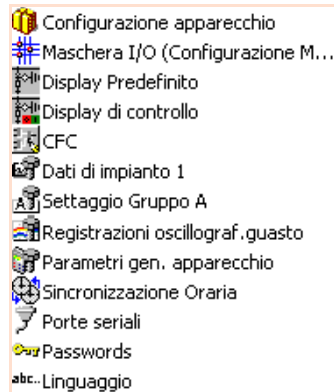 Configurazione apparecchio
Maschera I/O (Configurazione M...
Display Predefinito
Display di controllo
CFC
Dati di impianto 1
Settaggio Gruppo A
Registrazioni oscillograf.guasto
Parametri gen. apparecchio
Sincronizzazione Oraria
Porte seriali
Passwords
abc.. Linguaggio